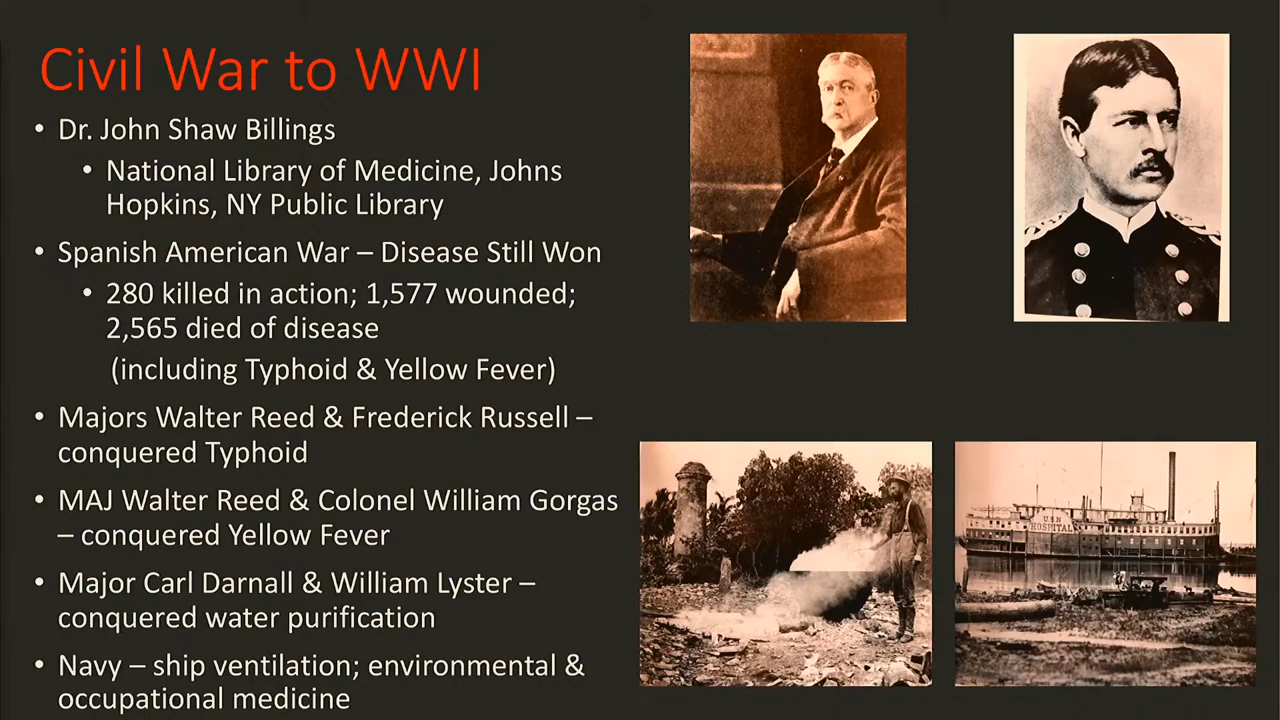 Civil War to WWI
• Dr. John Shaw Billings
• National Library of Medicine, Johns
Hopkins, NY Public Library
• Spanish American War – Disease Still Won
• 280 killed in action; 1,577 wounded;
2,565 died of disease
(including Typhoid & Yellow Fever)
• Majors Walter Reed & Frederick Russell –
conquered Typhoid
• MAJ Walter Reed & Colonel William Gorgas
– conquered Yellow Fever
• Major Carl Darnall & William Lyster –
conquered water purification
• Navy – ship ventilation; environmental &
occupational medicine
U.S.N
HOSPITAL